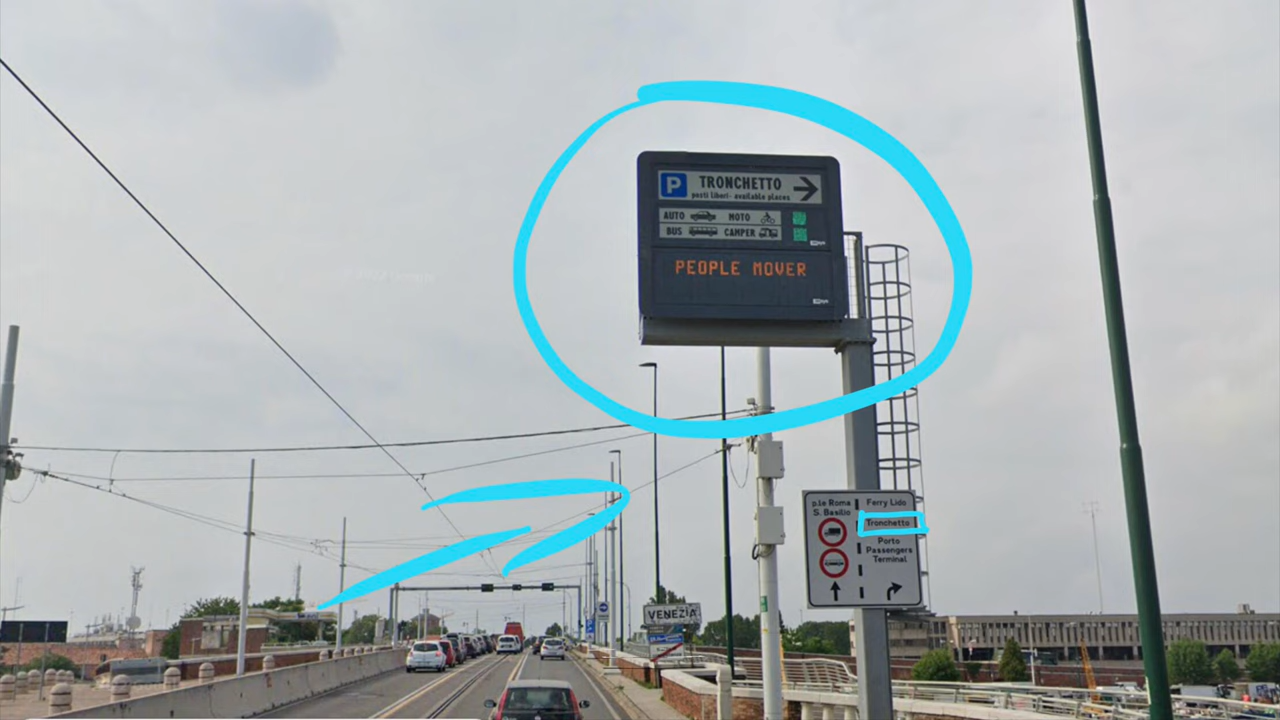 P TRONCHETTO
posti liberi- available places
AUTO MOTO
BUS CAMPER
PEOPLE MOVER
p.le Roma
S. Basilio
Ferry Lido
Tronchetto
Porto
Passengers
Terminal
VENEZIA